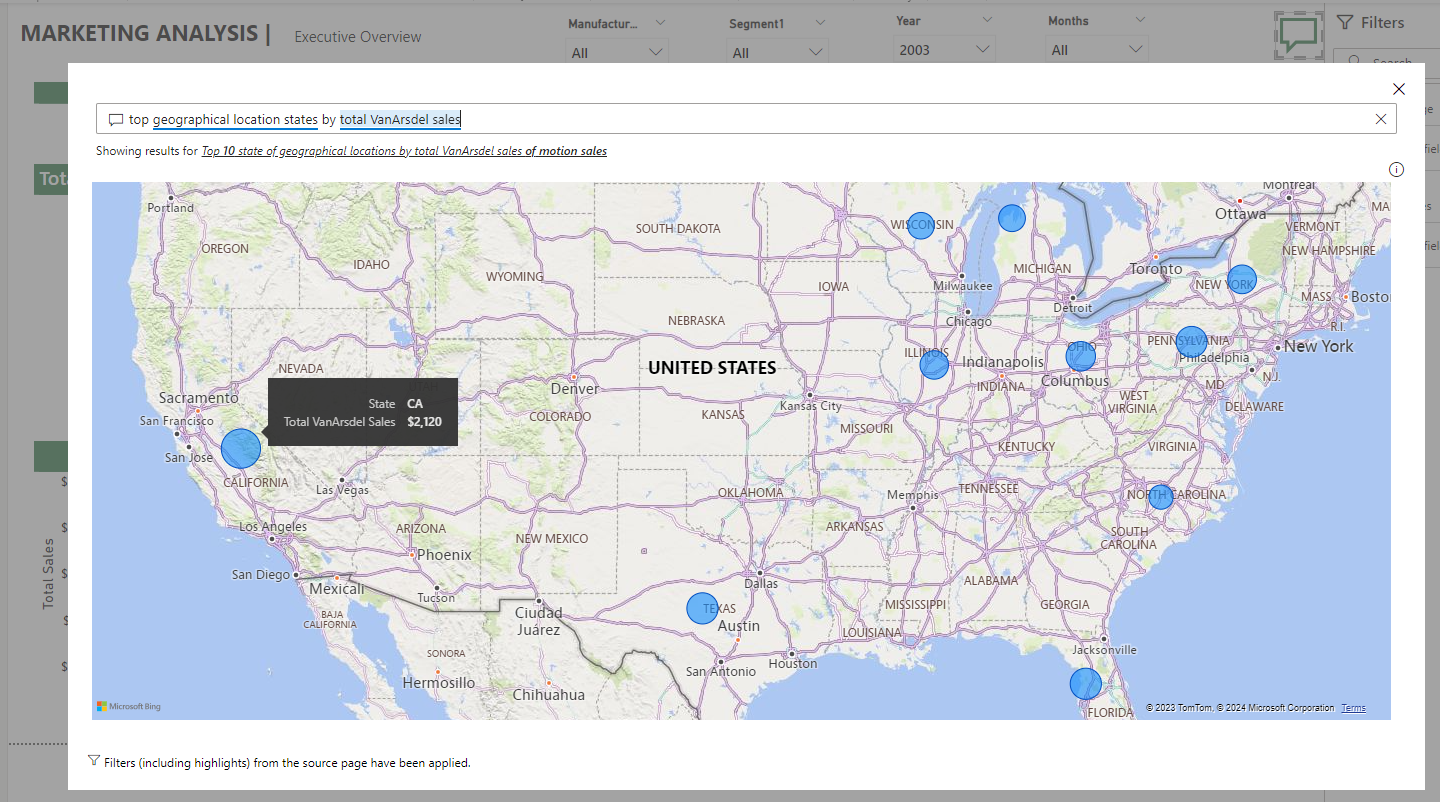 MARKETING ANALYSIS |
Executive Overview
Manufactur...
All
Segment1
All
Year
2003
Months
All
Filters
Search
top geographical location states by total VanArsdel sales
Showing results for Top 10 state of geographical locations by total VanArsdel sales of motion sales
Portland
OREGON
IDAHO
WYOMING
SOUTH DAKOTA
WISCONSIN
Montreal
Ottawa
MA
VERMONT
NEW HAMPSHIRE
Toronto
MICHIGAN
IOWA
Milwaukee
NEW YORK
MASS.
Bosto
Detroit
NEBRASKA
Chicago
R.I.
PENNSYLVANIA
New York
OHIO
ILLINOIS
Indianapolis
Philadelphia
UNITED STATES
NEVADA
UTAH
Denver
INDIANA
Columbus
N.J.
MD
Sacramento
State CA
Total VanArsdel Sales $2,120
Kansas City
WEST VIRGINIA
DELAWARE
San Francisco
COLORADO
KANSAS
MISSOURI
San Jose
KENTUCKY
VIRGINIA
CALIFORNIA
Las Vegas
OKLAHOMA
Memphis
TENNESSEE
NORTH CAROLINA
Los Angeles
ARIZONA
NEW MEXICO
ARKANSAS
SOUTH CAROLINA
Phoenix
San Diego
Mexicali
Tucson
Dallas
ALABAMA
BAJA CALIFORNIA
Ciudad Juárez
TEXAS
MISSISSIPPI
GEORGIA
Austin
LOUISIANA
SONORA
Jacksonville
Hermosillo
San Antonio
Houston
Chihuahua
Microsoft Bing
FLORIDA
© 2023 TomTom, © 2024 Microsoft Corporation Terms
Tot
$
$
$
$
$
Total Sales
Filters (including highlights) from the source page have been applied.